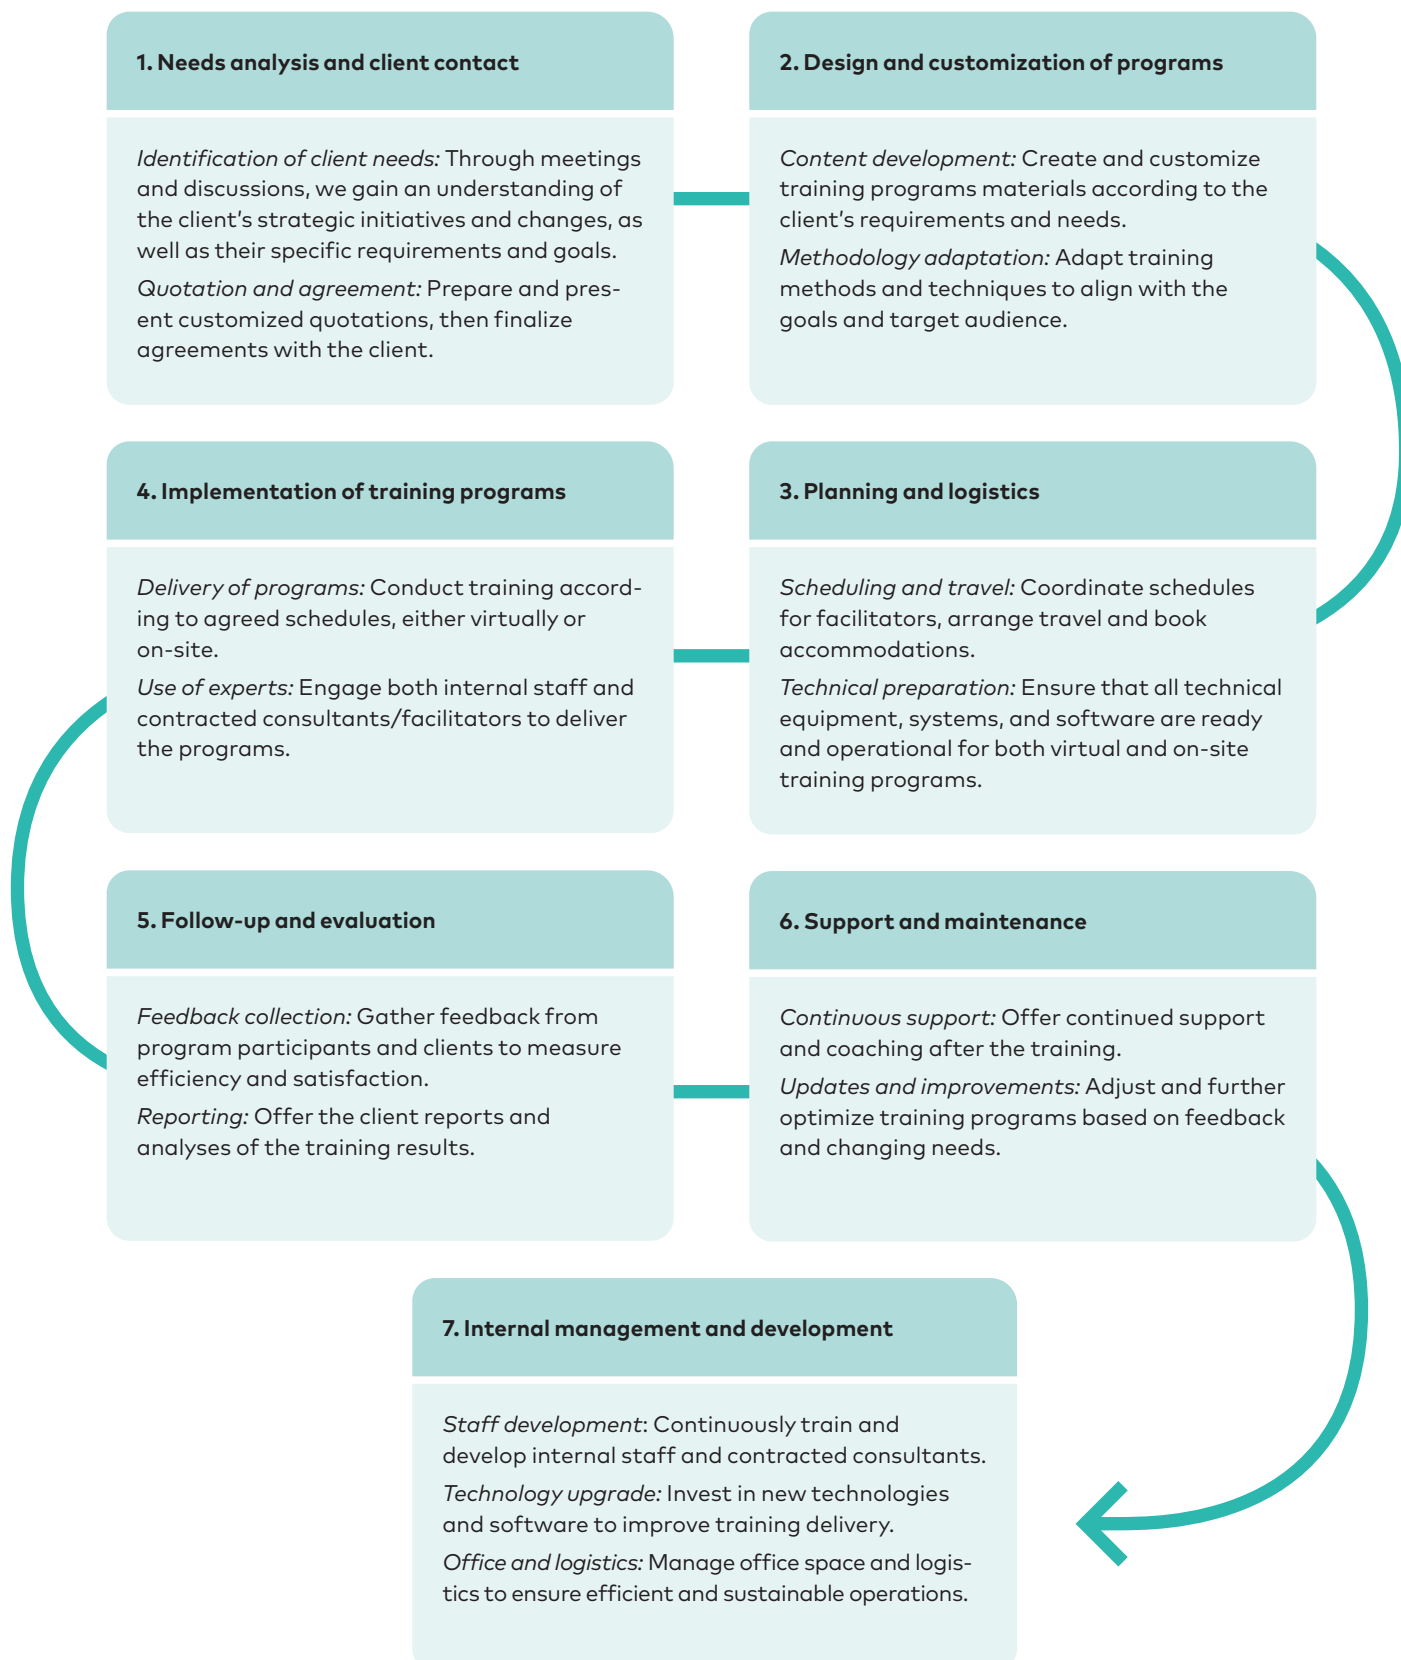 1. Needs analysis and client contact
Identification of client needs: Through meetings
and discussions, we gain an understanding of
the client’s strategic initiatives and changes, as
well as their specific requirements and goals.
Quotation and agreement: Prepare and pres-
ent customized quotations, then finalize
agreements with the client.
2. Design and customization of programs
Content development: Create and customize
training programs materials according to the
client’s requirements and needs.
Methodology adaptation: Adapt training
methods and techniques to align with the
goals and target audience.
3. Planning and logistics
Scheduling and travel: Coordinate schedules
for facilitators, arrange travel and book
accommodations.
Technical preparation: Ensure that all technical
equipment, systems, and software are ready
and operational for both virtual and on-site
training programs.
4. Implementation of training programs
Delivery of programs: Conduct training accord-
ing to agreed schedules, either virtually or
on-site.
Use of experts: Engage both internal staff and
contracted consultants/facilitators to deliver
the programs.
5. Follow-up and evaluation
Feedback collection: Gather feedback from
program participants and clients to measure
efficiency and satisfaction.
Reporting: Offer the client reports and
analyses of the training results.
6. Support and maintenance
Continuous support: Offer continued support
and coaching after the training.
Updates and improvements: Adjust and further
optimize training programs based on feedback
and changing needs.
7. Internal management and development
Staff development: Continuously train and
develop internal staff and contracted consultants.
Technology upgrade: Invest in new technologies
and software to improve training delivery.
Office and logistics: Manage office space and logis-
tics to ensure efficient and sustainable operations.